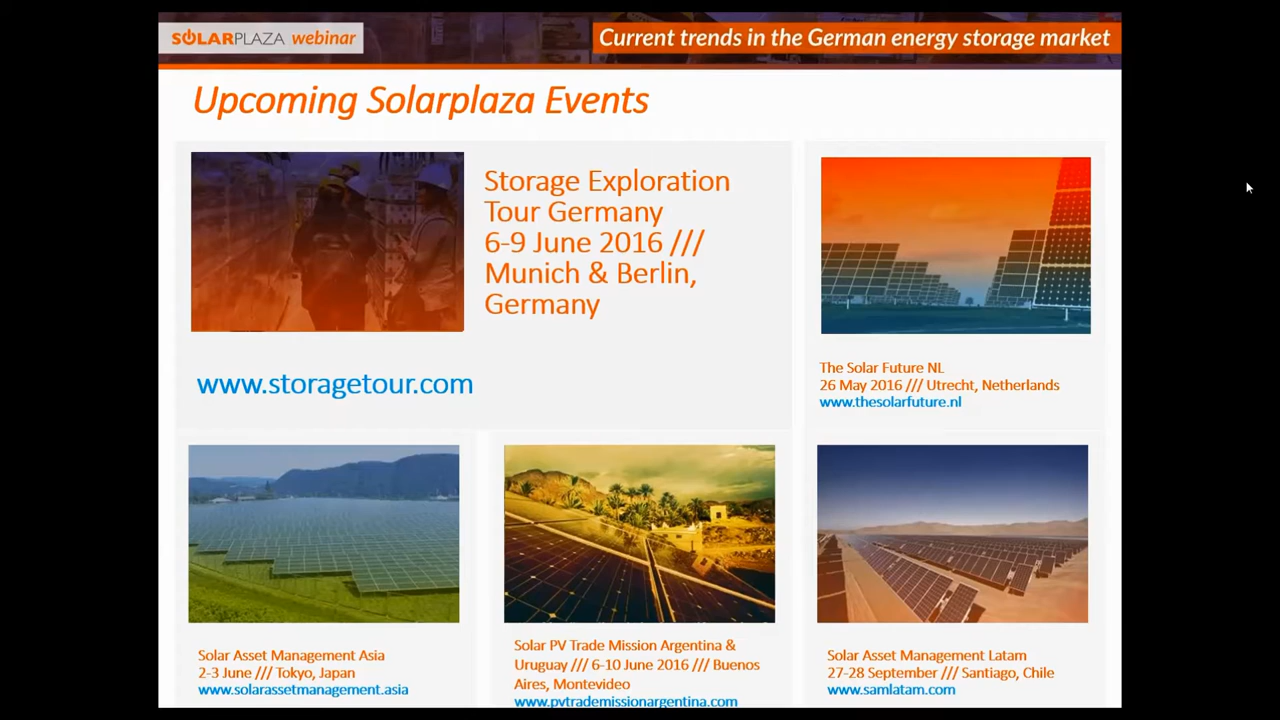 SOLARPLAZA webinar
Current trends in the German energy storage market
Upcoming Solarplaza Events
Storage Exploration
Tour Germany
6-9 June 2016 ///
Munich & Berlin,
Germany
www.storagetour.com
The Solar Future NL
26 May 2016 /// Utrecht, Netherlands
www.thesolarfuture.nl
Solar Asset Management Asia
2-3 June /// Tokyo, Japan
www.solarassetmanagement.asia
Solar PV Trade Mission Argentina &
Uruguay /// 6-10 June 2016 /// Buenos
Aires, Montevideo
www.pvtrademissionargentina.com
Solar Asset Management Latam
27-28 September /// Santiago, Chile
www.samlatam.com